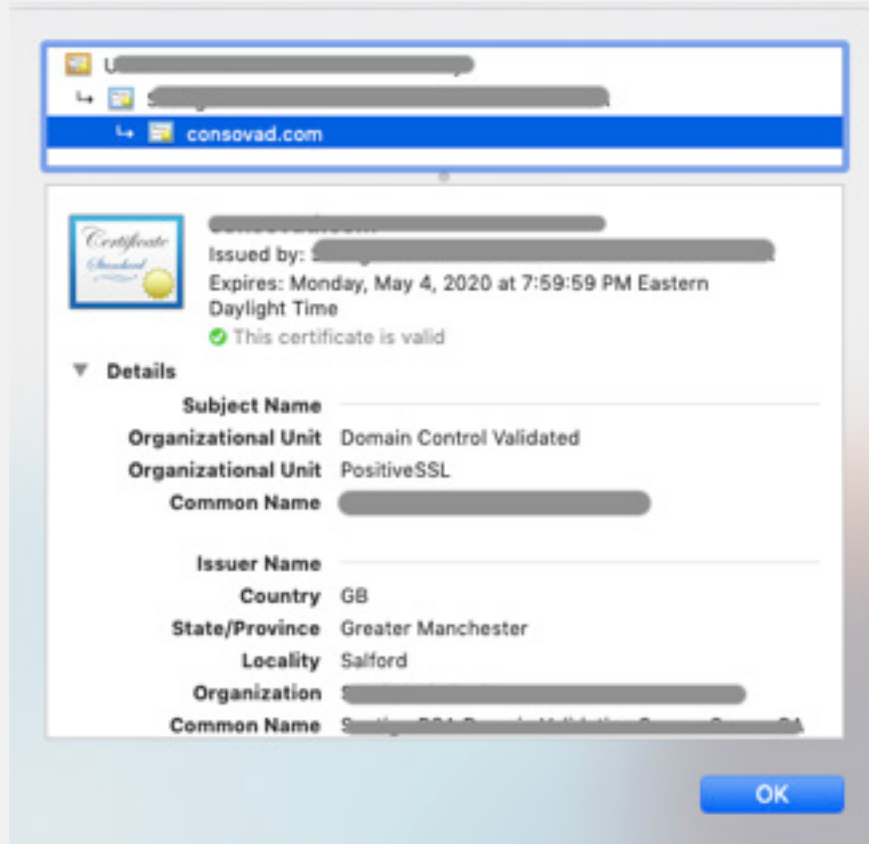 consovad.com
Certificate
Standard
Issued by:
Expires: Monday, May 4, 2020 at 7:59:59 PM Eastern
Daylight Time
This certificate is valid
Details
Subject Name
Organizational Unit Domain Control Validated
Organizational Unit PositiveSSL
Common Name
Issuer Name
Country GB
State/Province Greater Manchester
Locality Salford
Organization
Common Name
OK